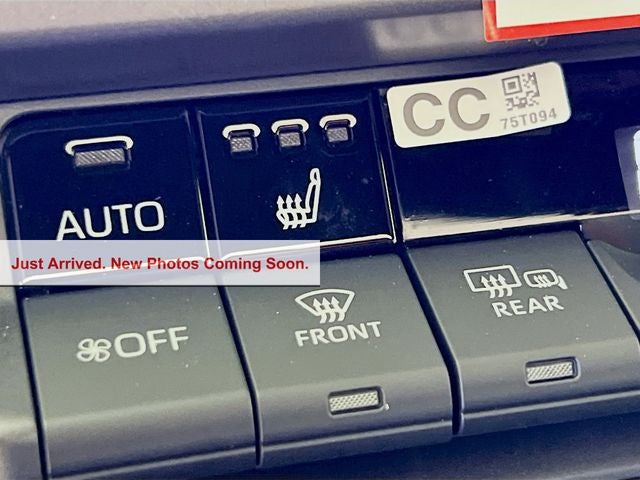 CC
75T094
AUTO
Just Arrived. New Photos Coming Soon.
OFF
FRONT
REAR